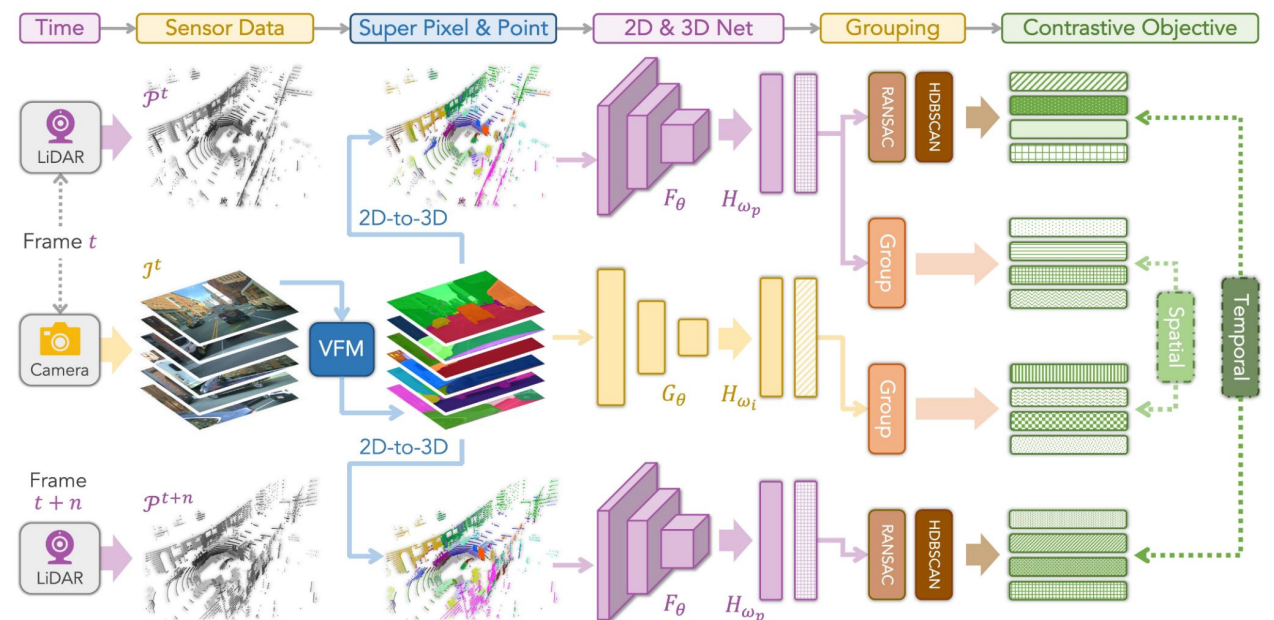 Time
Sensor Data
Super Pixel & Point
2D & 3D Net
Grouping
Contrastive Objective
LiDAR
𝒫ᵗ
2D-to-3D
F_θ
H_ωp
RANSAC
HDBSCAN
Frame t
Group
Camera
ℐᵗ
VFM
G_θ
H_ωi
Group
Spatial
Temporal
Frame
t + n
LiDAR
𝒫ᵗ⁺ⁿ
2D-to-3D
F_θ
H_ωp
RANSAC
HDBSCAN